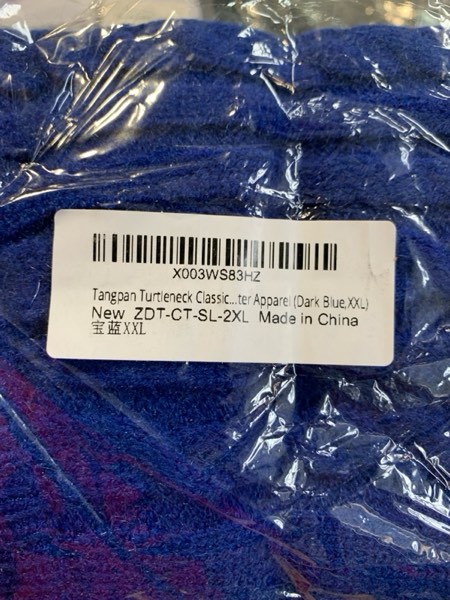 X003WS83HZ
Tangpan Turtleneck Classic...ter Apparel (Dark Blue,XXL)
New ZDT-CT-SL-2XL Made in China
宝蓝XXL